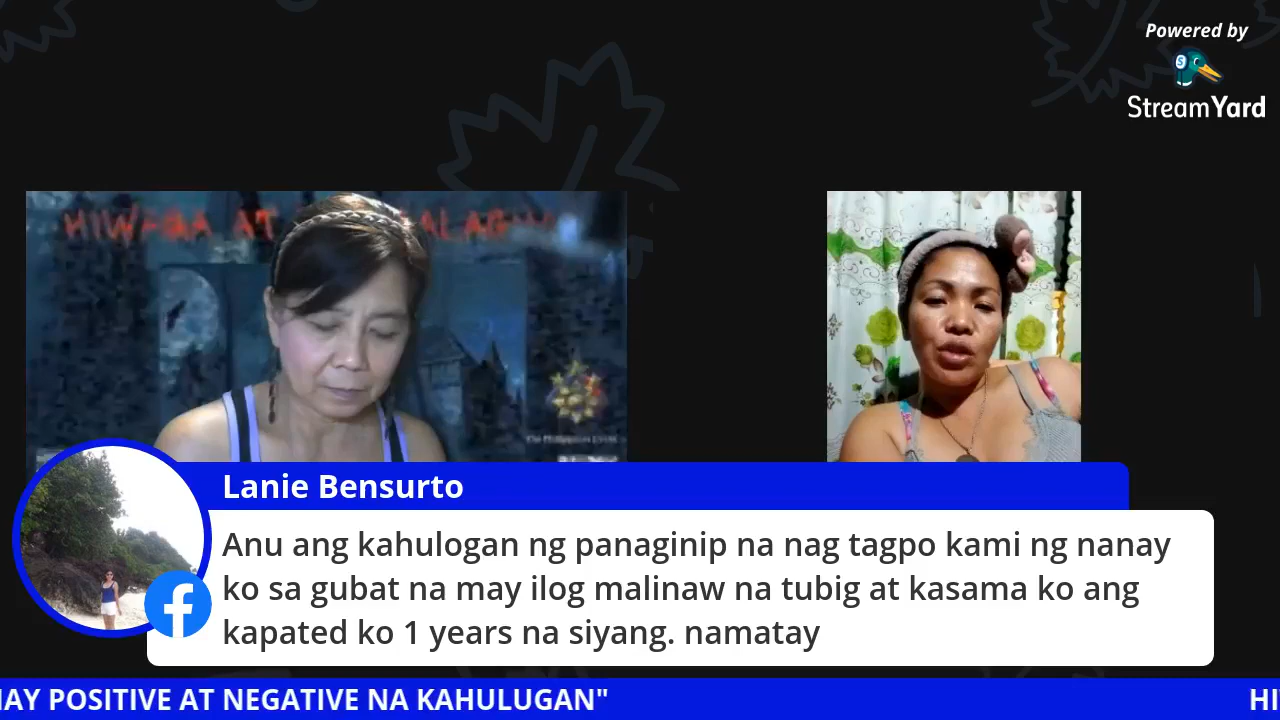 Powered by
StreamYard
HIWAGA AT
Lanie Bensurto
Anu ang kahulogan ng panaginip na nag tagpo kami ng nanay
ko sa gubat na may ilog malinaw na tubig at kasama ko ang
kapated ko 1 years na siyang. namatay
POSITIVE AT NEGATIVE NA KAHULUGAN"
HI